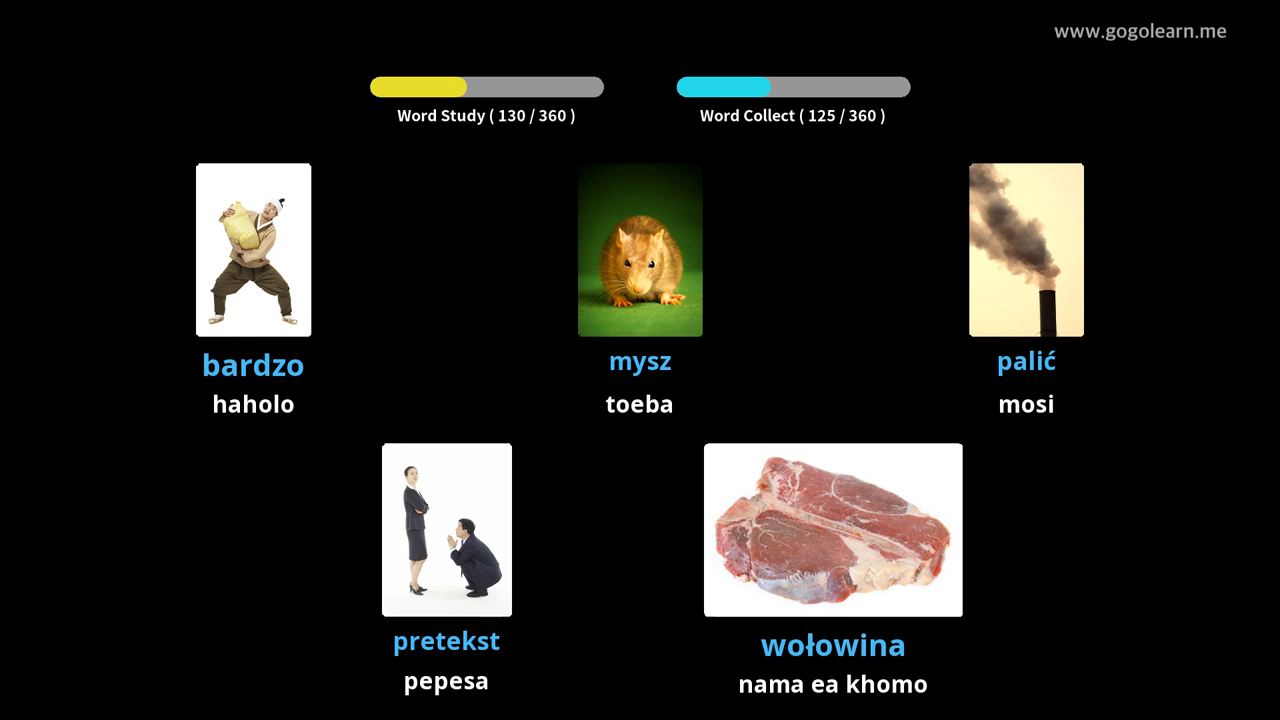 www.gogolearn.me
Word Study ( 130 / 360 )
Word Collect ( 125 / 360 )
bardzo
haholo
mysz
toeba
palić
mosi
pretekst
pepesa
wołowina
nama ea khomo